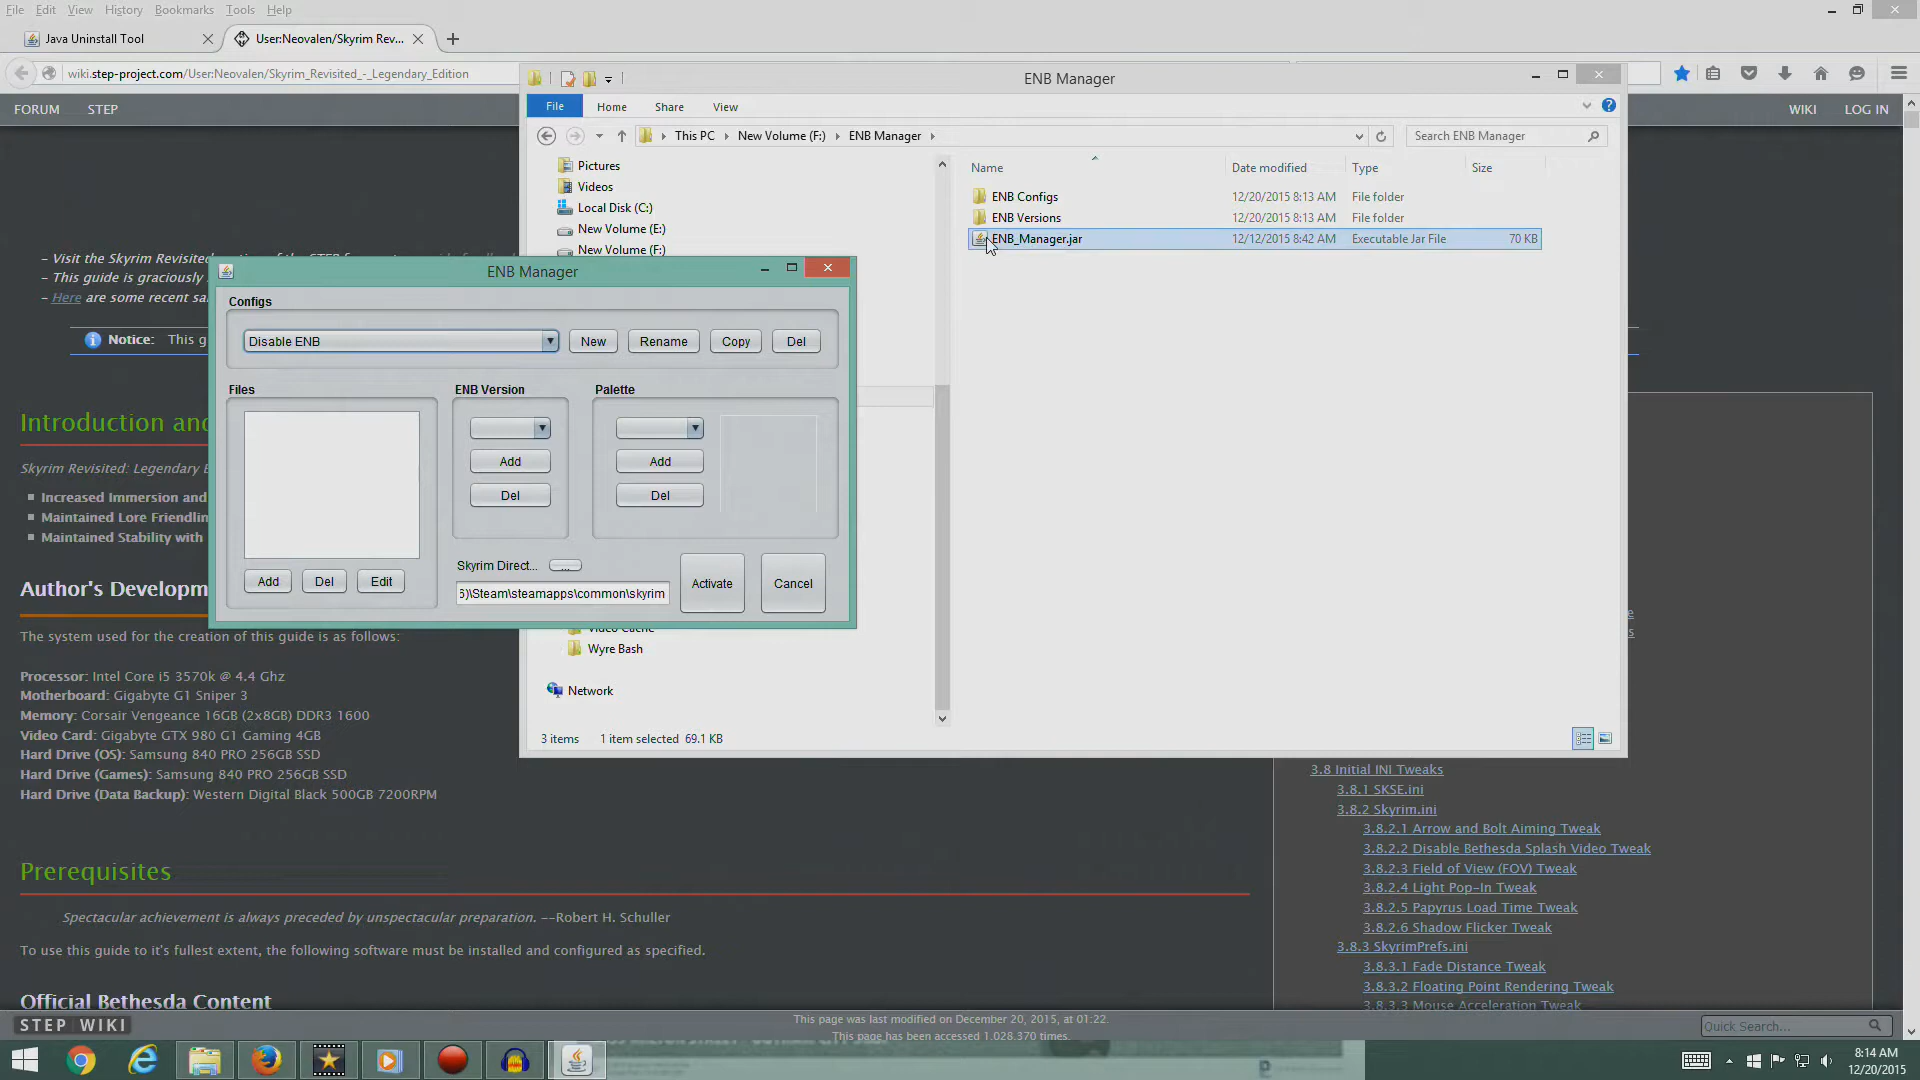 File Edit View History Bookmarks Tools Help
Java Uninstall Tool
User:Neovalen/Skyrim Rev...
wiki.step-project.com/User:Neovalen/Skyrim_Revisited_-_Legendary_Edition
FORUM STEP
WIKI LOG IN
ENB Manager
File Home Share View
This PC New Volume (F:) ENB Manager
Search ENB Manager
Pictures
Videos
Local Disk (C:)
New Volume (E:)
New Volume (F:)
Name Date modified Type Size
ENB Configs 12/20/2015 8:13 AM File folder
ENB Versions 12/20/2015 8:13 AM File folder
ENB_Manager.jar 12/12/2015 8:42 AM Executable Jar File 70 KB
Wyre Bash
Network
3 items 1 item selected 69.1 KB
– Visit the Skyrim Revisited
– This guide is graciously
– Here are some recent
Notice: This g
ENB Manager
Configs
Disable ENB
New Rename Copy Del
Files
ENB Version
Palette
Add
Del
Add
Del
Skyrim Direct... ...
\Steam\steamapps\common\skyrim
Add Del Edit
Activate Cancel
Introduction and
Skyrim Revisited: Legendary E
Increased Immersion and
Maintained Lore Friendlin
Maintained Stability with
Author's Developm
The system used for the creation of this guide is as follows:
Processor: Intel Core i5 3570k @ 4.4 Ghz
Motherboard: Gigabyte G1 Sniper 3
Memory: Corsair Vengeance 16GB (2x8GB) DDR3 1600
Video Card: Gigabyte GTX 980 G1 Gaming 4GB
Hard Drive (OS): Samsung 840 PRO 256GB SSD
Hard Drive (Games): Samsung 840 PRO 256GB SSD
Hard Drive (Data Backup): Western Digital Black 500GB 7200RPM
Prerequisites
Spectacular achievement is always preceded by unspectacular preparation. --Robert H. Schuller
To use this guide to it's fullest extent, the following software must be installed and configured as specified.
Official Bethesda Content
3.8 Initial INI Tweaks
3.8.1 SKSE.ini
3.8.2 Skyrim.ini
3.8.2.1 Arrow and Bolt Aiming Tweak
3.8.2.2 Disable Bethesda Splash Video Tweak
3.8.2.3 Field of View (FOV) Tweak
3.8.2.4 Light Pop-In Tweak
3.8.2.5 Papyrus Load Time Tweak
3.8.2.6 Shadow Flicker Tweak
3.8.3 SkyrimPrefs.ini
3.8.3.1 Fade Distance Tweak
3.8.3.2 Floating Point Rendering Tweak
3.8.3.3 Mouse Acceleration Tweak
STEP WIKI
This page was last modified on December 20, 2015, at 01:22.
This page has been accessed 1,028,370 times.
Quick Search...
8:14 AM
12/20/2015